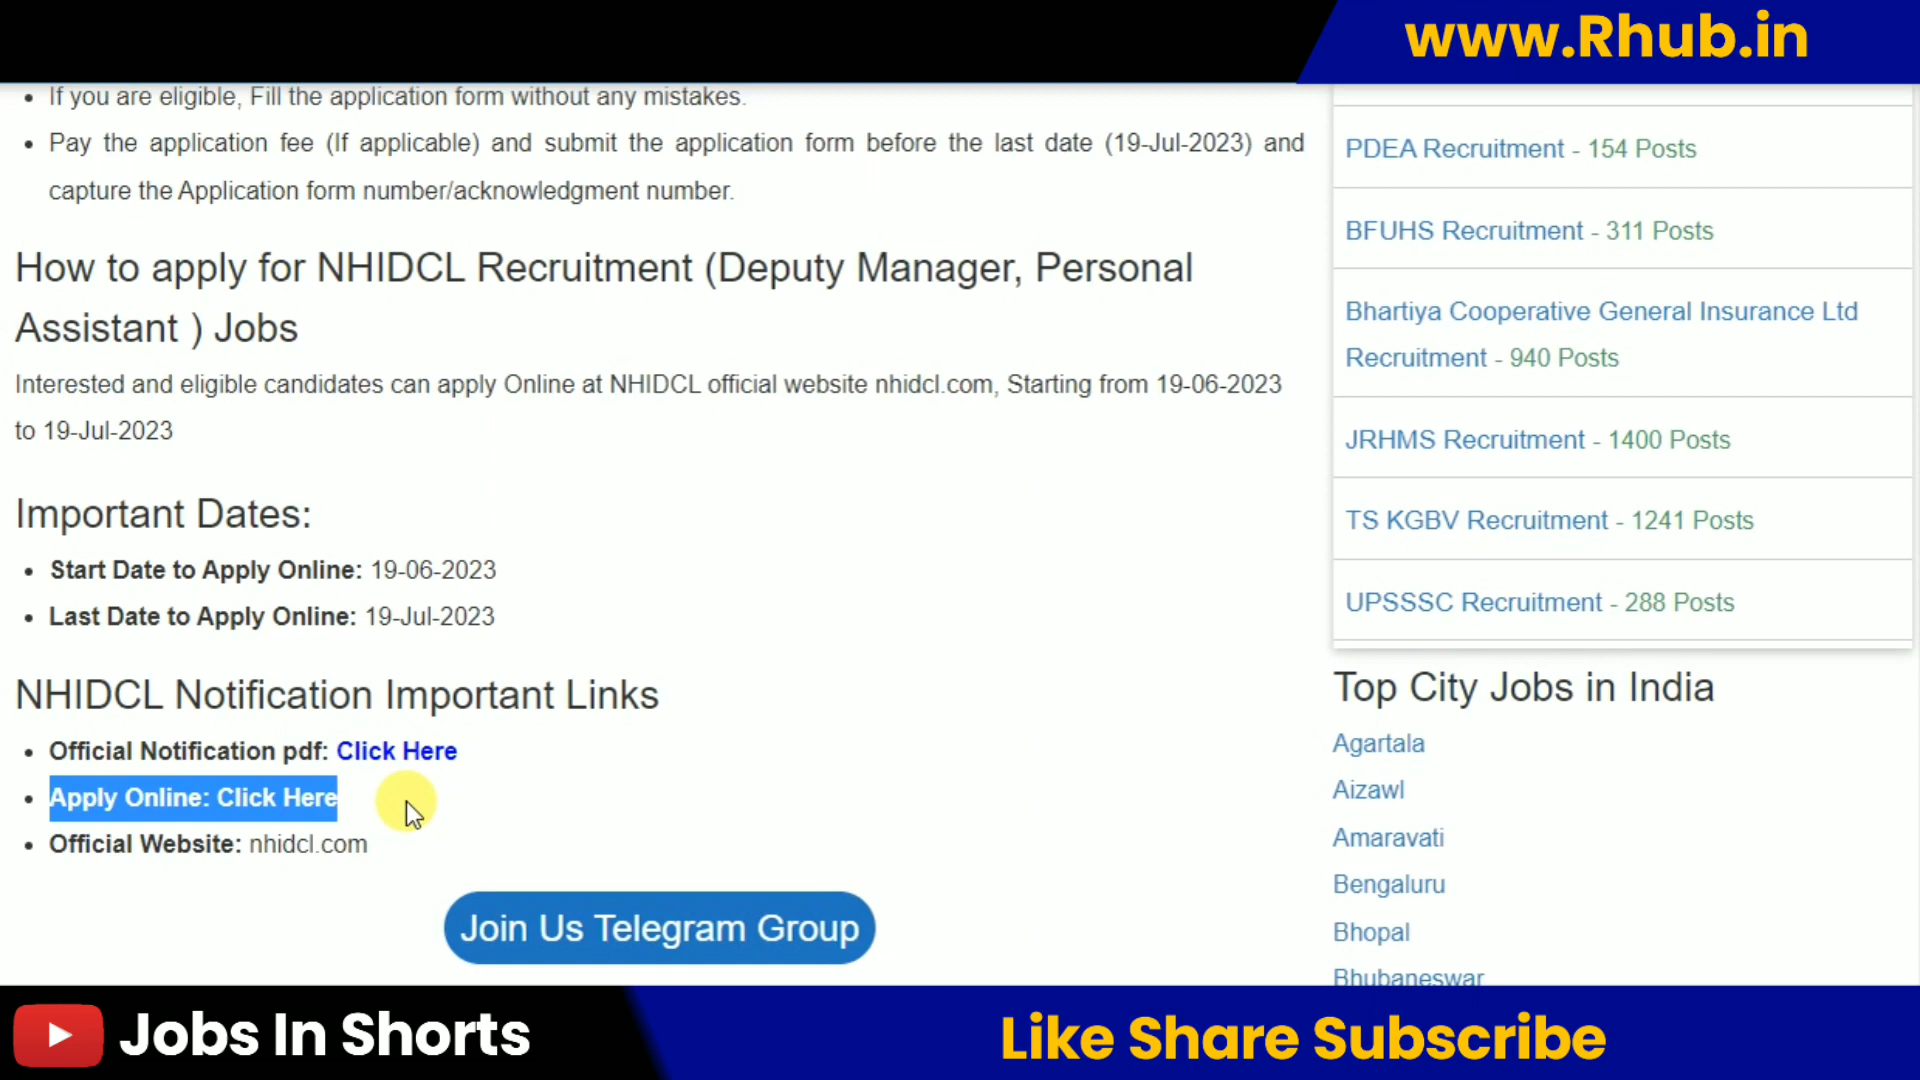 www.Rhub.in
If you are eligible, Fill the application form without any mistakes.
Pay the application fee (If applicable) and submit the application form before the last date (19-Jul-2023) and
capture the Application form number/acknowledgment number.
How to apply for NHIDCL Recruitment (Deputy Manager, Personal
Assistant ) Jobs
Interested and eligible candidates can apply Online at NHIDCL official website nhidcl.com, Starting from 19-06-2023
to 19-Jul-2023
Important Dates:
Start Date to Apply Online: 19-06-2023
Last Date to Apply Online: 19-Jul-2023
NHIDCL Notification Important Links
Official Notification pdf: Click Here
Apply Online: Click Here
Official Website: nhidcl.com
Join Us Telegram Group
PDEA Recruitment - 154 Posts
BFUHS Recruitment - 311 Posts
Bhartiya Cooperative General Insurance Ltd
Recruitment - 940 Posts
JRHMS Recruitment - 1400 Posts
TS KGBV Recruitment - 1241 Posts
UPSSSC Recruitment - 288 Posts
Top City Jobs in India
Agartala
Aizawl
Amaravati
Bengaluru
Bhopal
Bhubaneswar
Jobs In Shorts
Like Share Subscribe